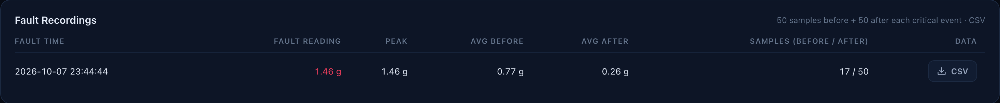 Fault Recordings
50 samples before + 50 after each critical event · CSV
FAULT TIME FAULT READING PEAK AVG BEFORE AVG AFTER SAMPLES (BEFORE / AFTER) DATA
2026-10-07 23:44:44 1.46 g 1.46 g 0.77 g 0.26 g 17 / 50 CSV